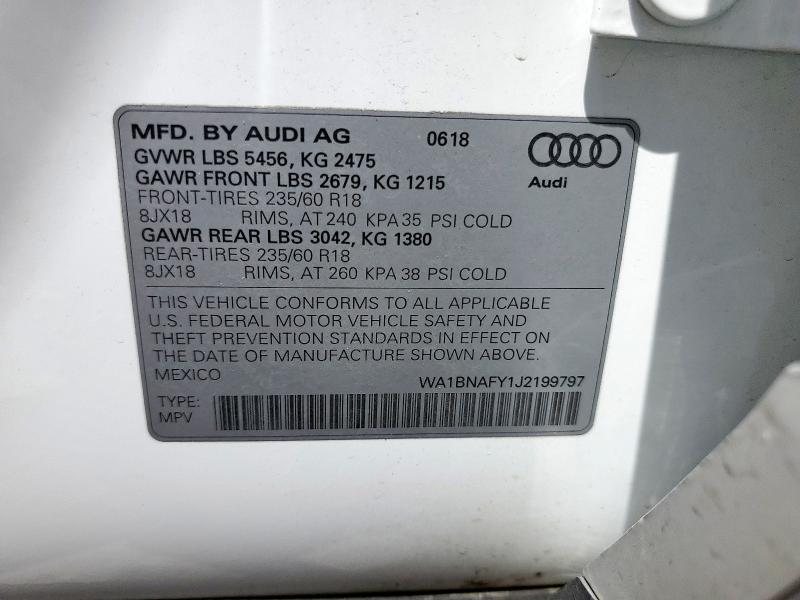 MFD. BY AUDI AG 0618
GVWR LBS 5456, KG 2475
GAWR FRONT LBS 2679, KG 1215 Audi
FRONT-TIRES 235/60 R18
8JX18 RIMS, AT 240 KPA 35 PSI COLD
GAWR REAR LBS 3042, KG 1380
REAR-TIRES 235/60 R18
8JX18 RIMS, AT 260 KPA 38 PSI COLD
THIS VEHICLE CONFORMS TO ALL APPLICABLE
U.S. FEDERAL MOTOR VEHICLE SAFETY AND
THEFT PREVENTION STANDARDS IN EFFECT ON
THE DATE OF MANUFACTURE SHOWN ABOVE.
MEXICO WA1BNAFY1J2199797
TYPE:
MPV